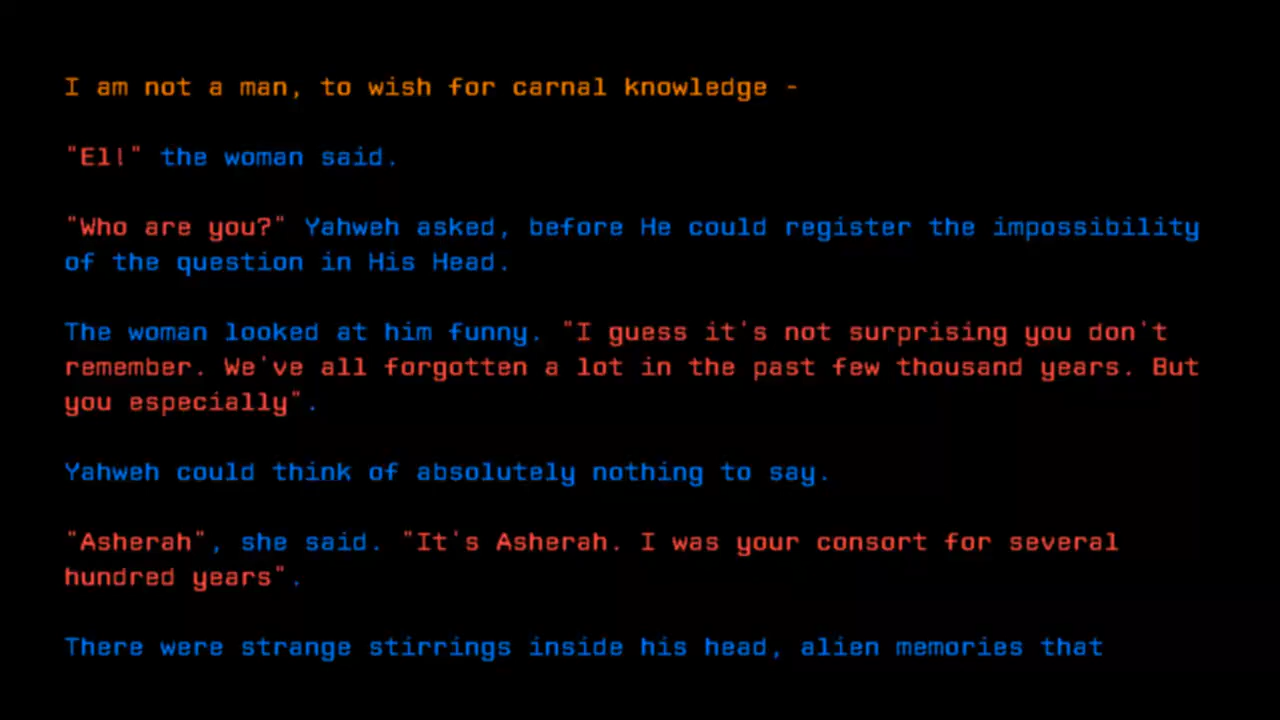 I am not a man, to wish for carnal knowledge -
"El!" the woman said.
"Who are you?" Yahweh asked, before He could register the impossibility
of the question in His Head.
The woman looked at him funny. "I guess it's not surprising you don't
remember. We've all forgotten a lot in the past few thousand years. But
you especially".
Yahweh could think of absolutely nothing to say.
"Asherah", she said. "It's Asherah. I was your consort for several
hundred years".
There were strange stirrings inside his head, alien memories that